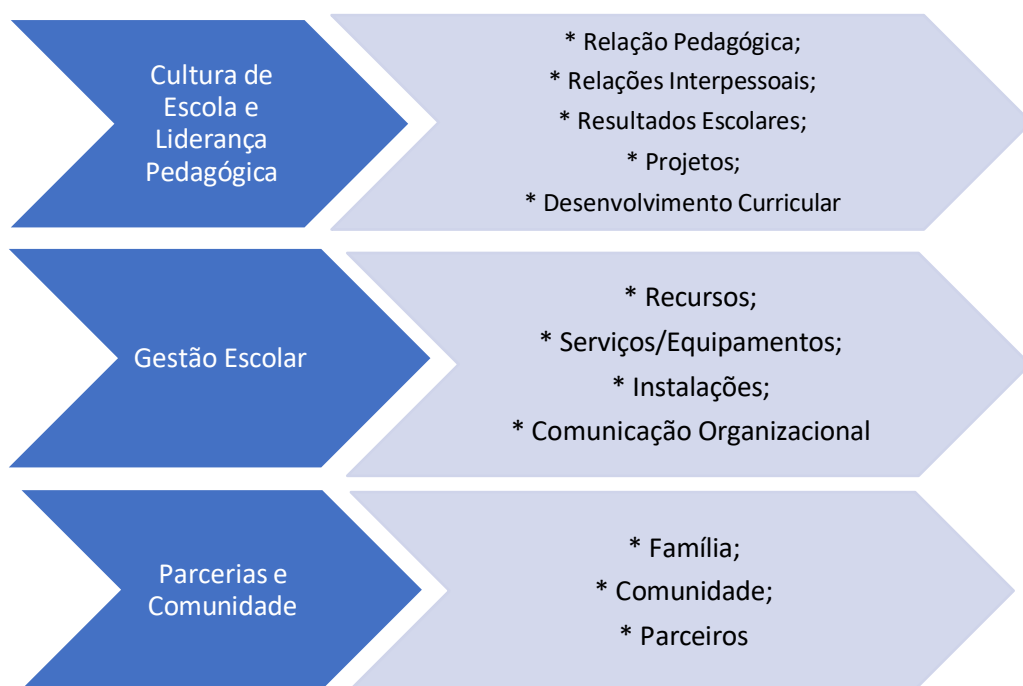 Cultura de
Escola e
Liderança
Pedagógica
* Relação Pedagógica;
* Relações Interpessoais;
* Resultados Escolares;
* Projetos;
* Desenvolvimento Curricular
Gestão Escolar
* Recursos;
* Serviços/Equipamentos;
* Instalações;
* Comunicação Organizacional
Parcerias e
Comunidade
* Família;
* Comunidade;
* Parceiros